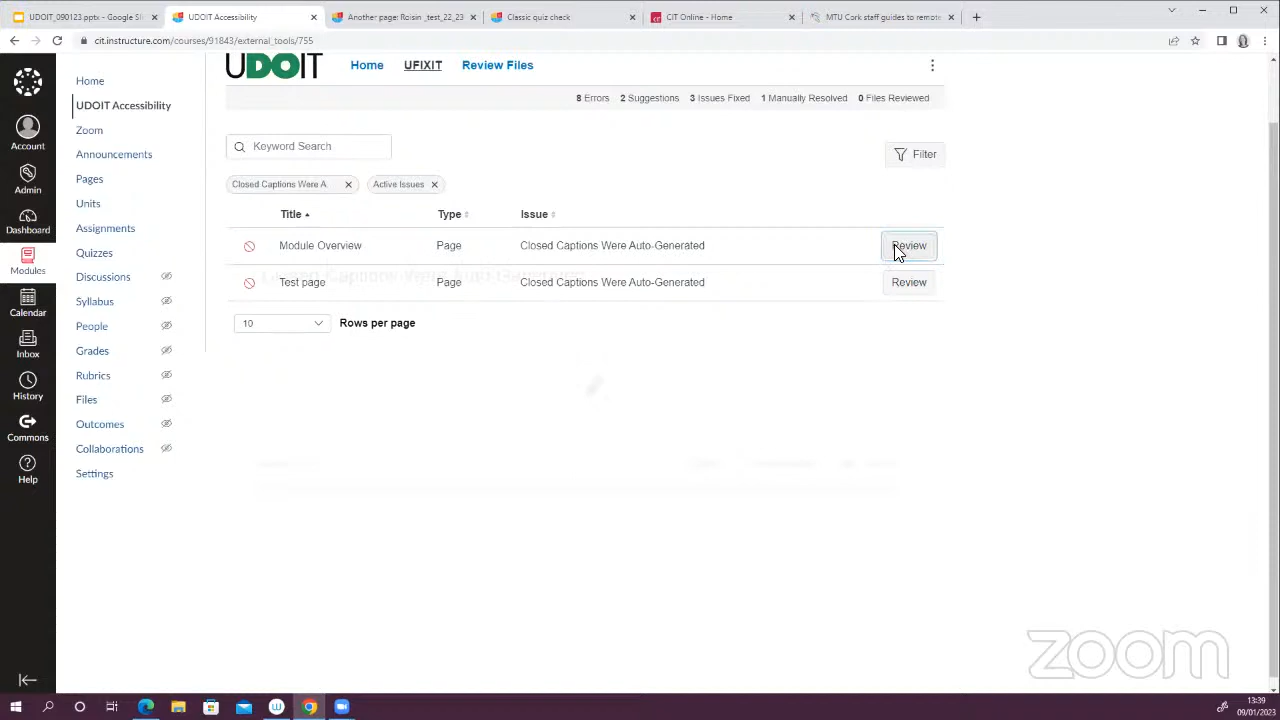 UDOIT_090123.pptx - Google Sl
UDOIT Accessibility
Another page: Roisin _test_22_23
Classic quiz check
CIT Online - Home
MTU Cork staff guides to remote
cit.instructure.com/courses/91843/external_tools/755
Account
Admin
Dashboard
Modules
Calendar
Inbox
History
Commons
Help
Home
UDOIT Accessibility
Zoom
Announcements
Pages
Units
Assignments
Quizzes
Discussions
Syllabus
People
Grades
Rubrics
Files
Outcomes
Collaborations
Settings
UDOIT
Home
UFIXIT
Review Files
8 Errors 2 Suggestions 3 Issues Fixed 1 Manually Resolved 0 Files Reviewed
Keyword Search
Filter
Closed Captions Were A
Active Issues
Title Type Issue
Module Overview Page Closed Captions Were Auto-Generated Review
Test page Page Closed Captions Were Auto-Generated Review
10 Rows per page
zoom
13:39
09/01/2023